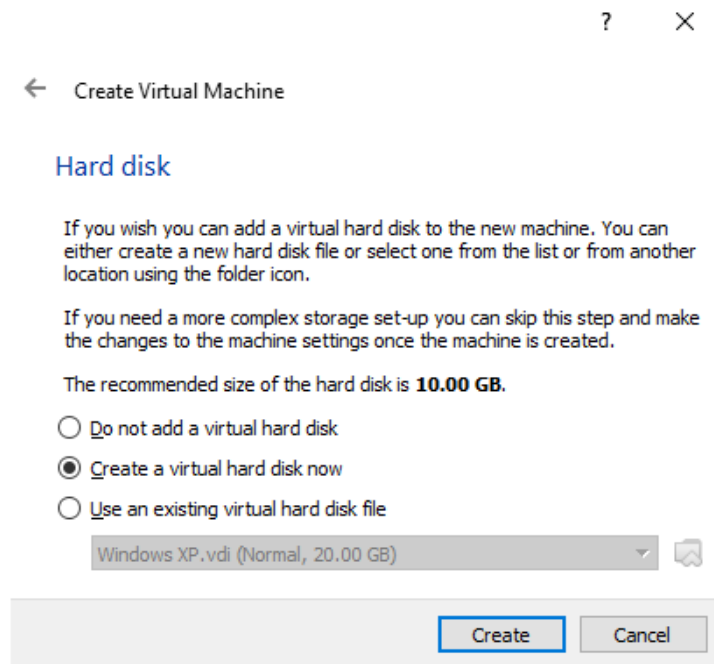 ?
Create Virtual Machine
Hard disk
If you wish you can add a virtual hard disk to the new machine. You can
either create a new hard disk file or select one from the list or from another
location using the folder icon.
If you need a more complex storage set-up you can skip this step and make
the changes to the machine settings once the machine is created.
The recommended size of the hard disk is 10.00 GB.
Do not add a virtual hard disk
Create a virtual hard disk now
Use an existing virtual hard disk file
Windows XP.vdi (Normal, 20.00 GB)
Create Cancel